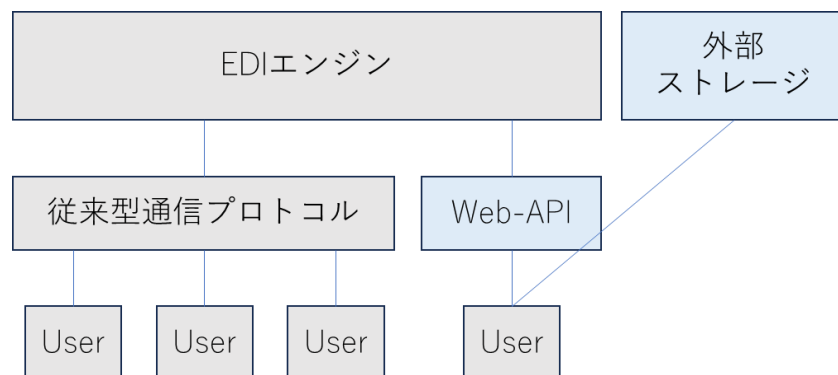 EDIエンジン
外部
ストレージ
従来型通信プロトコル
Web-API
User
User
User
User